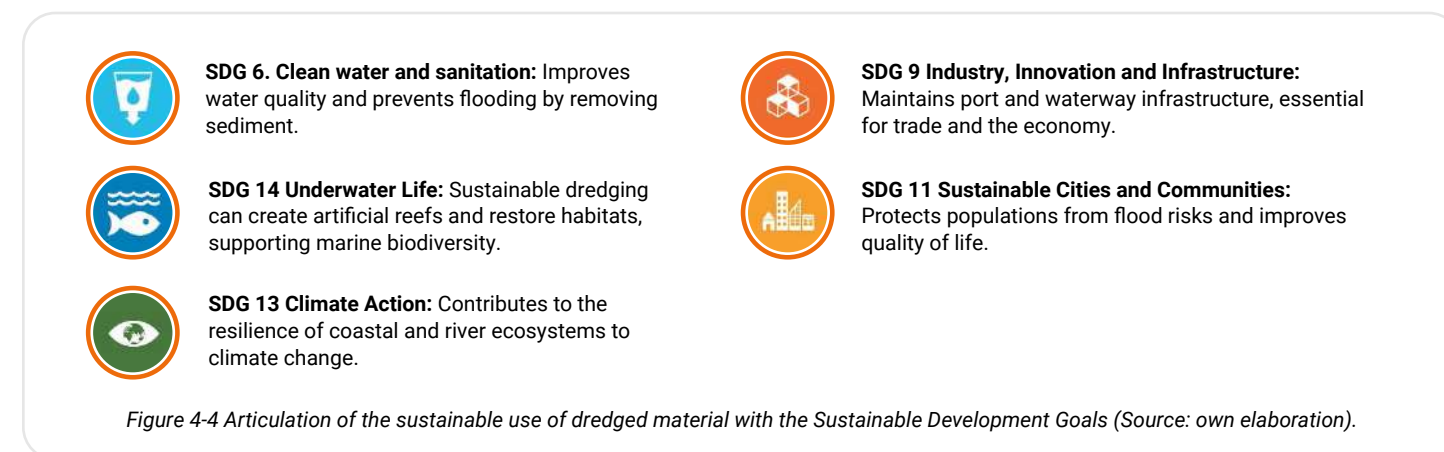 SDG 6. Clean water and sanitation: Improves
water quality and prevents flooding by removing
sediment.
SDG 14 Underwater Life: Sustainable dredging
can create artificial reefs and restore habitats,
supporting marine biodiversity.
SDG 13 Climate Action: Contributes to the
resilience of coastal and river ecosystems to
climate change.
SDG 9 Industry, Innovation and Infrastructure:
Maintains port and waterway infrastructure, essential
for trade and the economy.
SDG 11 Sustainable Cities and Communities:
Protects populations from flood risks and improves
quality of life.
Figure 4-4 Articulation of the sustainable use of dredged material with the Sustainable Development Goals (Source: own elaboration).